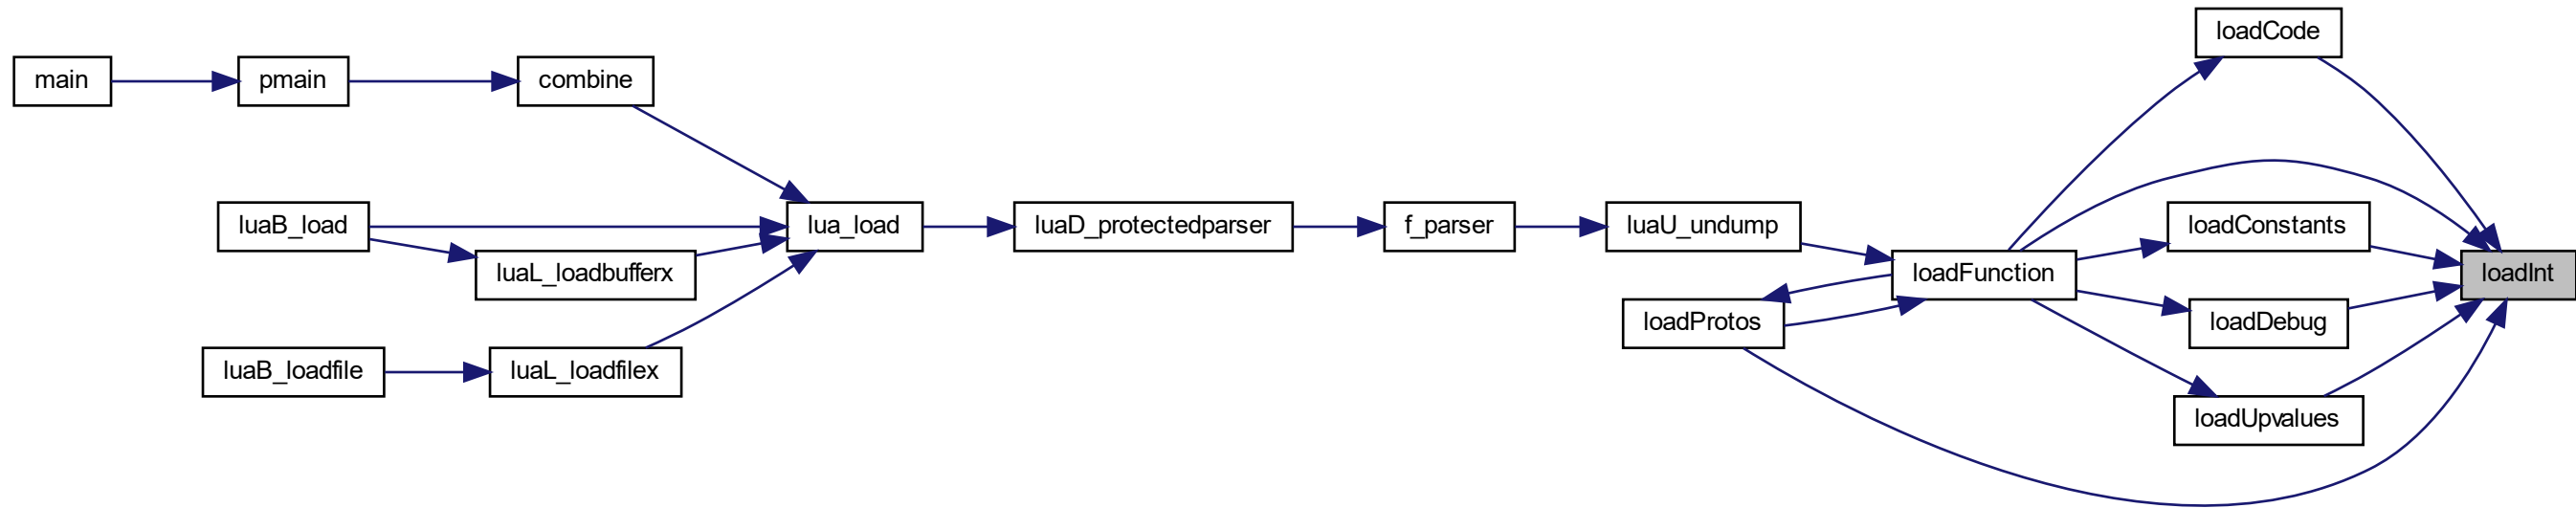 loadCode
main
pmain
combine
luaB_load
lua_load
luaD_protectedparser
f_parser
luaU_undump
loadConstants
luaL_loadbufferx
loadFunction
loadInt
loadProtos
loadDebug
luaB_loadfile
luaL_loadfilex
loadUpvalues